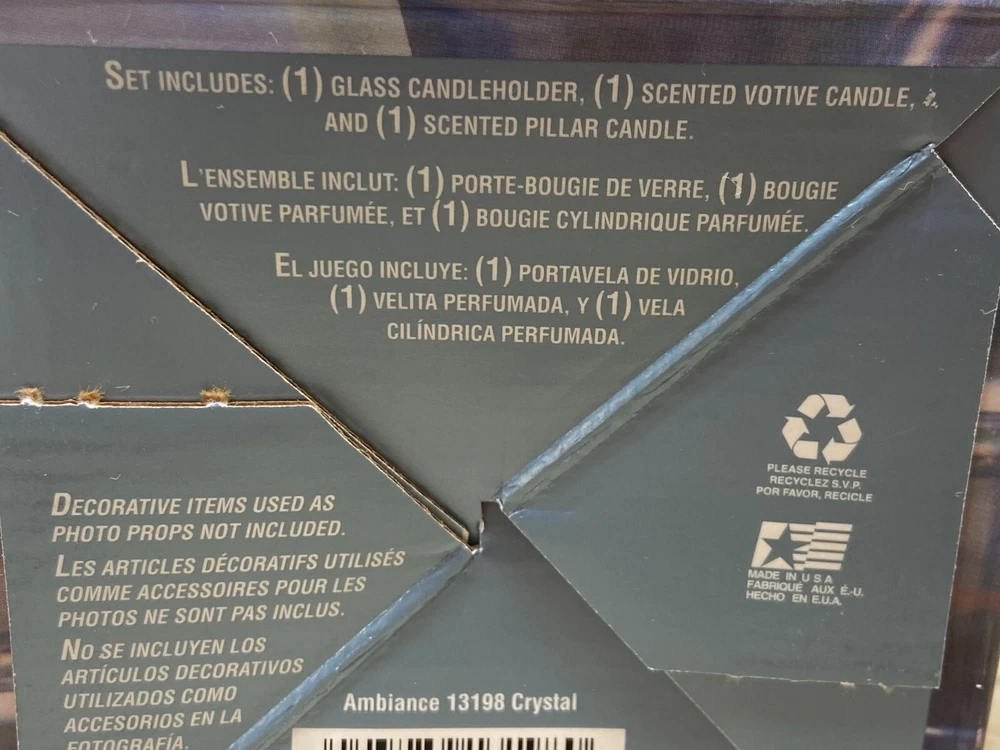 SET INCLUDES: (1) GLASS CANDLEHOLDER, (1) SCENTED VOTIVE CANDLE,
AND (1) SCENTED PILLAR CANDLE.
L'ENSEMBLE INCLUT: (1) PORTE-BOUGIE DE VERRE, (1) BOUGIE
VOTIVE PARFUMÉE, ET (1) BOUGIE CYLINDRIQUE PARFUMÉE.
EL JUEGO INCLUYE: (1) PORTAVELA DE VIDRIO,
(1) VELITA PERFUMADA, Y (1) VELA
CILÍNDRICA PERFUMADA.
DECORATIVE ITEMS USED AS
PHOTO PROPS NOT INCLUDED.
LES ARTICLES DÉCORATIFS UTILISÉS
COMME ACCESSOIRES POUR LES
PHOTOS NE SONT PAS INCLUS.
NO SE INCLUYEN LOS
ARTÍCULOS DECORATIVOS
UTILIZADOS COMO
ACCESORIOS EN LA
FOTOGRAFÍA.
PLEASE RECYCLE
RECYCLEZ S.V.P.
POR FAVOR, RECICLE
MADE IN U S A
FABRIQUÉ AUX É.-U.
HECHO EN E.U.A.
Ambiance 13198 Crystal